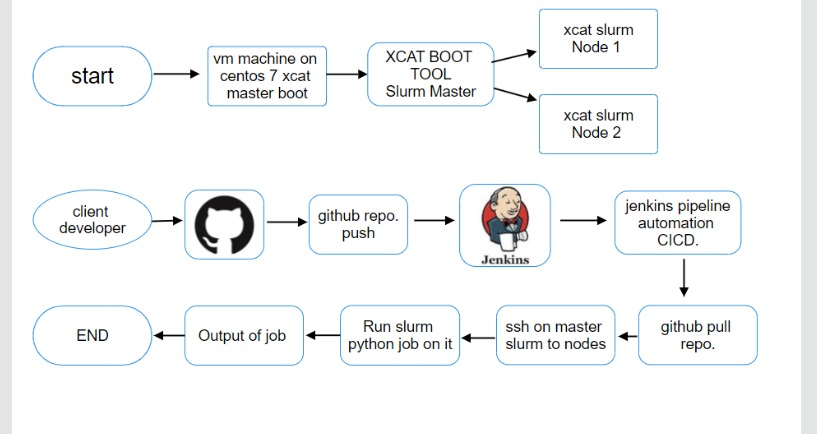 start
vm machine on
centos 7 xcat
master boot
XCAT BOOT
TOOL
Slurm Master
xcat slurm
Node 1
xcat slurm
Node 2
client
developer
github repo.
push
Jenkins
jenkins pipeline
automation
CICD.
END
Output of job
Run slurm
python job on it
ssh on master
slurm to nodes
github pull
repo.